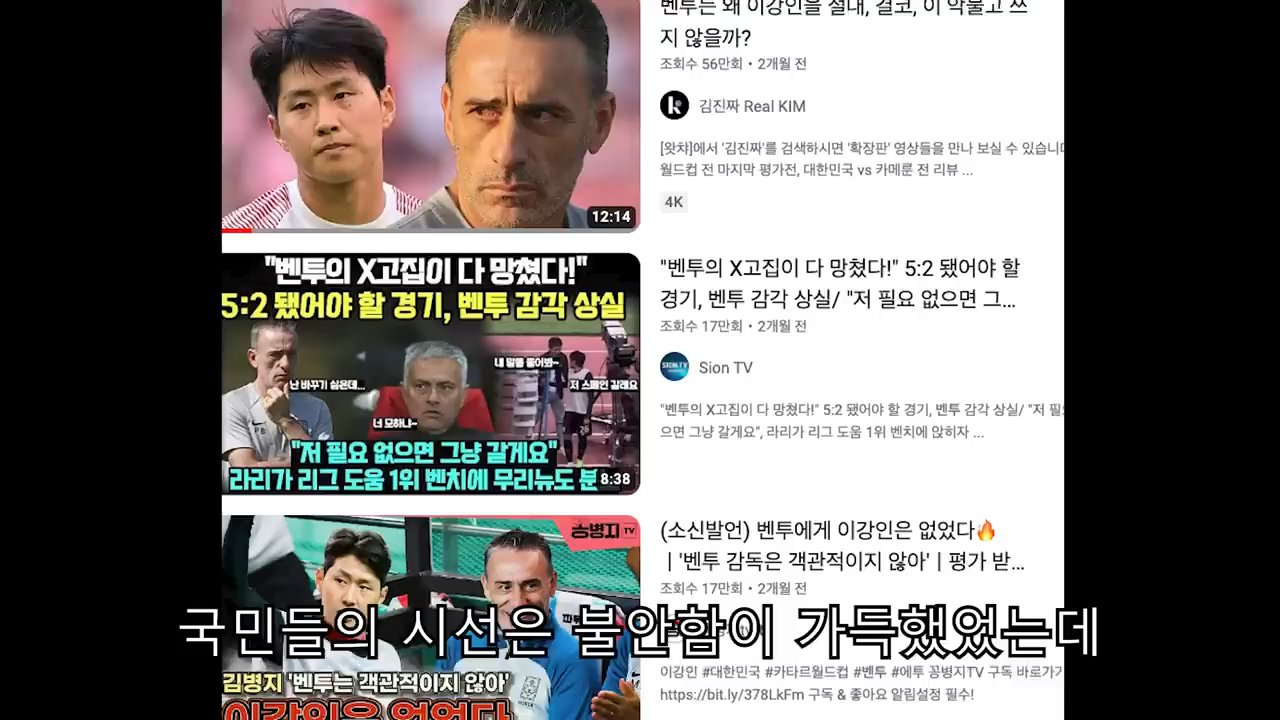 벤투는 왜 이강인을 절대, 결코, 이 악물고 쓰
지 않을까?
조회수 56만회 • 2개월 전
김진짜 Real KIM
[왓챠]에서 '김진짜'를 검색하시면 '확장판' 영상들을 만나 보실 수 있습니다
월드컵 전 마지막 평가전, 대한민국 vs 카메룬 전 리뷰 ...
4K
12:14
"벤투의 X고집이 다 망쳤다!"
5:2 됐어야 할 경기, 벤투 감각 상실
난 바꾸기 싫은데...
너 모하냐~
내 말좀 들어봐~
저 스페인 갈래요
"저 필요 없으면 그냥 갈게요"
라리가 리그 도움 1위 벤치에 무리뉴도 분
8:38
"벤투의 X고집이 다 망쳤다!" 5:2 됐어야 할
경기, 벤투 감각 상실/ "저 필요 없으면 그...
조회수 17만회 • 2개월 전
SION TV
Sion TV
"벤투의 X고집이 다 망쳤다!" 5:2 됐어야 할 경기, 벤투 감각 상실/ "저 필요
으면 그냥 갈게요", 라리가 리그 도움 1위 벤치에 앉히자 ...
꽁병지TV
(소신발언) 벤투에게 이강인은 없었다🔥
| '벤투 감독은 객관적이지 않아' | 평가 받...
조회수 17만회 • 2개월 전
국민들의 시선은 불안함이 가득했었는데
김병지 '벤투는 객관적이지 않아'
이강인은 없었다
KOREA
이강인 #대한민국 #카타르월드컵 #벤투 #에투 꽁병지TV 구독 바로가기
https://bit.ly/378LkFm 구독 & 좋아요 알림설정 필수!